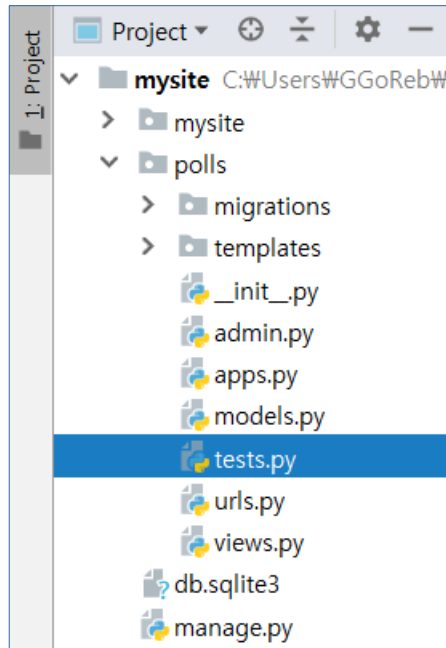 1: Project
Project
mysite C:₩Users₩GGoReb₩
mysite
polls
migrations
templates
__init__.py
admin.py
apps.py
models.py
tests.py
urls.py
views.py
db.sqlite3
manage.py